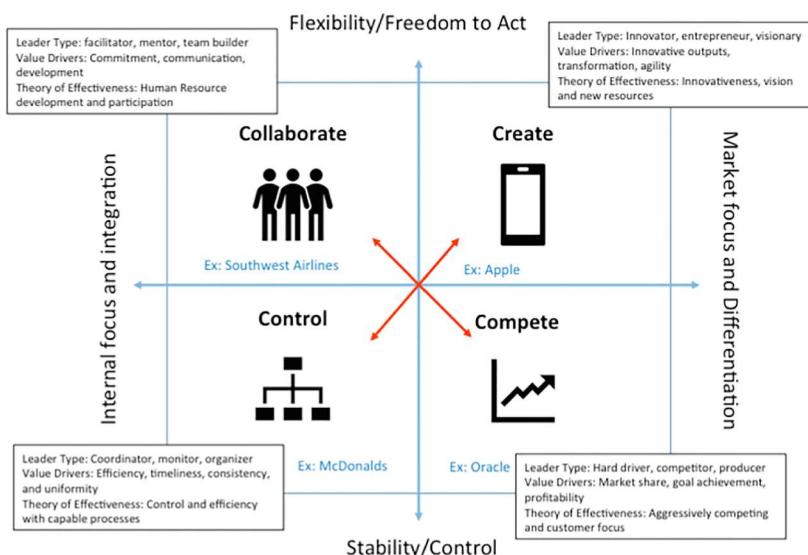 Flexibility/Freedom to Act
Leader Type: facilitator, mentor, team builder
Value Drivers: Commitment, communication,
development
Theory of Effectiveness: Human Resource
development and participation
Leader Type: Innovator, entrepreneur, visionary
Value Drivers: Innovative outputs,
transformation, agility
Theory of Effectiveness: Innovativeness, vision
and new resources
Collaborate
Create
Internal focus and integration
Market focus and Differentiation
Ex: Southwest Airlines
Ex: Apple
Control
Compete
Ex: McDonalds
Ex: Oracle
Leader Type: Coordinator, monitor, organizer
Value Drivers: Efficiency, timeliness, consistency,
and uniformity
Theory of Effectiveness: Control and efficiency
with capable processes
Leader Type: Hard driver, competitor, producer
Value Drivers: Market share, goal achievement,
profitability
Theory of Effectiveness: Aggressively competing
and customer focus
Stability/Control